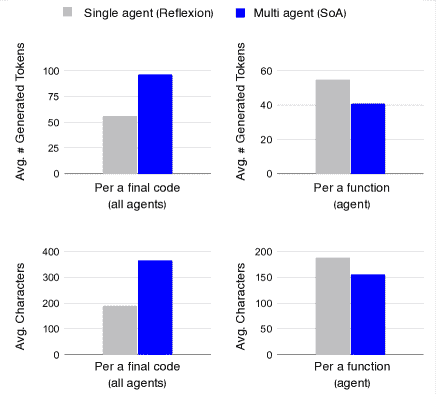 Single agent (Reflexion) Multi agent (SoA)
Avg. # Generated Tokens
100
75
50
25
0
Per a final code
(all agents)
Avg. # Generated Tokens
60
40
20
0
Per a function
(agent)
Avg. Characters
400
300
200
100
0
Per a final code
(all agents)
Avg. Characters
200
150
100
50
0
Per a function
(agent)